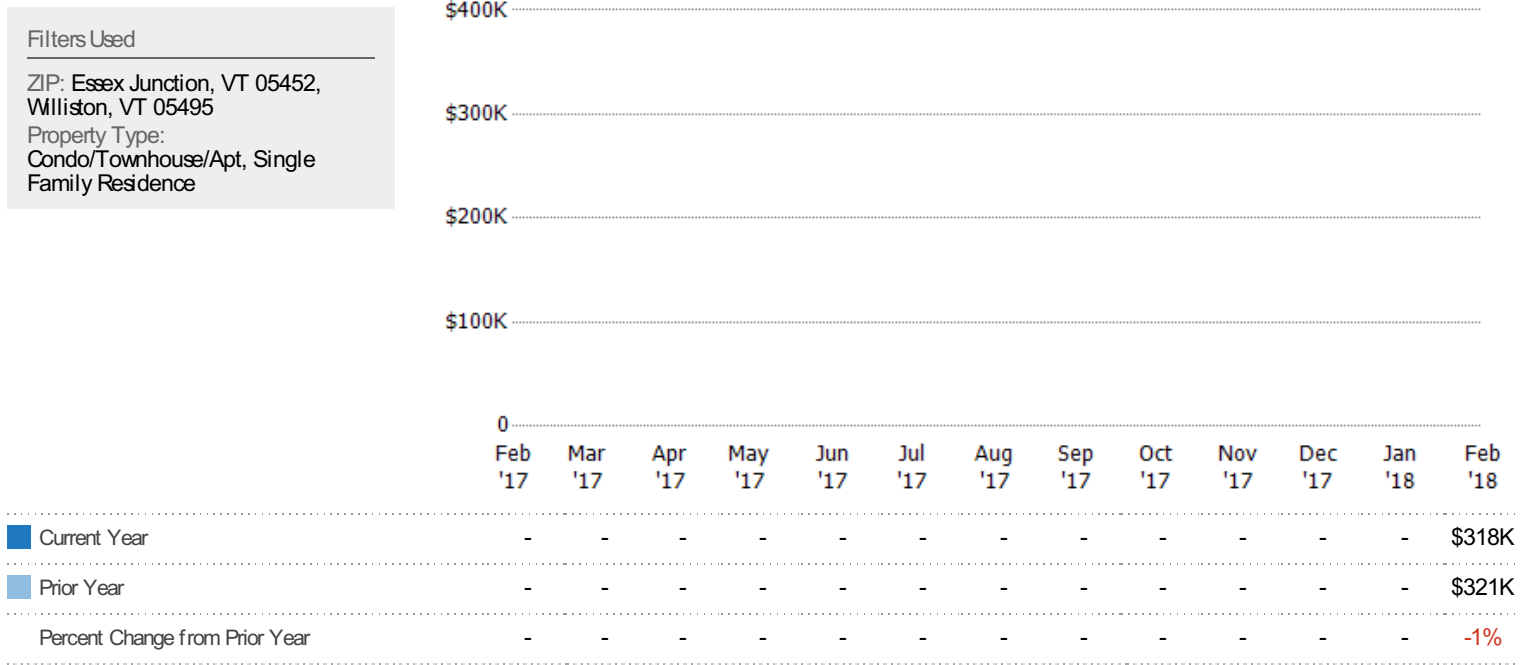 Filters Used
ZIP: Essex Junction, VT 05452,
Williston, VT 05495
Property Type:
Condo/Townhouse/Apt, Single
Family Residence
$400K
$300K
$200K
$100K
0
Feb Mar Apr May Jun Jul Aug Sep Oct Nov Dec Jan Feb
'17 '17 '17 '17 '17 '17 '17 '17 '17 '17 '17 '18 '18
Current Year - - - - - - - - - - - - $318K
Prior Year - - - - - - - - - - - - $321K
Percent Change from Prior Year - - - - - - - - - - - - -1%